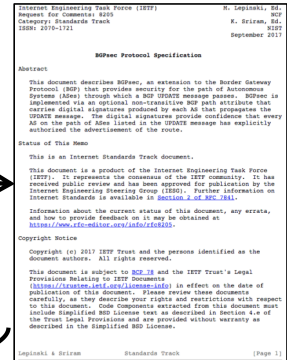 Internet Engineering Task Force (IETF) M. Lepinski, Ed.
Request for Comments: 8205 NCF
Category: Standards Track K. Sriram, Ed.
ISSN: 2070-1721 NIST
September 2017
BGPsec Protocol Specification
Abstract
This document describes BGPsec, an extension to the Border Gateway
Protocol (BGP) that provides security for the path of Autonomous
Systems (ASes) through which a BGP UPDATE message passes. BGPsec is
implemented via an optional non-transitive BGP path attribute that
carries digital signatures produced by each AS that propagates the
UPDATE message. The digital signatures provide confidence that every
AS on the path of ASes listed in the UPDATE message has explicitly
authorized the advertisement of the route.
Status of This Memo
This is an Internet Standards Track document.
This document is a product of the Internet Engineering Task Force
(IETF). It represents the consensus of the IETF community. It has
received public review and has been approved for publication by the
Internet Engineering Steering Group (IESG). Further information on
Internet Standards is available in Section 2 of RFC 7841.
Information about the current status of this document, any errata,
and how to provide feedback on it may be obtained at
https://www.rfc-editor.org/info/rfc8205.
Copyright Notice
Copyright (c) 2017 IETF Trust and the persons identified as the
document authors. All rights reserved.
This document is subject to BCP 78 and the IETF Trust's Legal
Provisions Relating to IETF Documents
(https://trustee.ietf.org/license-info) in effect on the date of
publication of this document. Please review these documents
carefully, as they describe your rights and restrictions with respect
to this document. Code Components extracted from this document must
include Simplified BSD License text as described in Section 4.e of
the Trust Legal Provisions and are provided without warranty as
described in the Simplified BSD License.
Lepinski & Sriram Standards Track [Page 1]